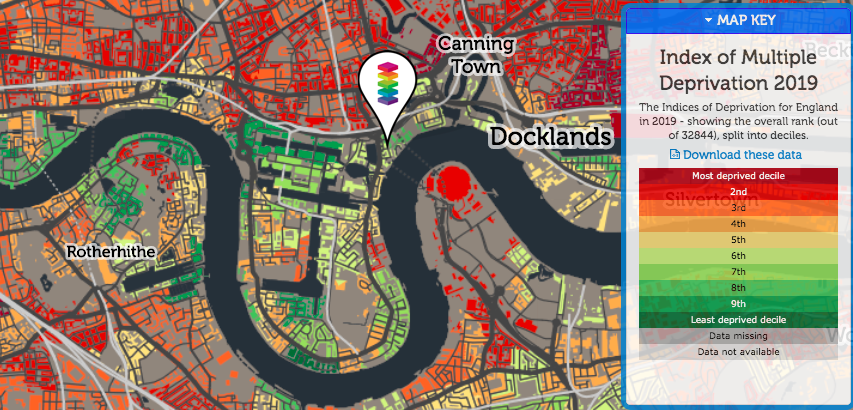 Canning
Town
Docklands
Rotherhithe
MAP KEY
Index of Multiple
Deprivation 2019
The Indices of Deprivation for England
in 2019 - showing the overall rank (out
of 32844), split into deciles.
Download these data
Most deprived decile
2nd
Silvertown
3rd
4th
5th
6th
7th
8th
9th
Least deprived decile
Data missing
Data not available